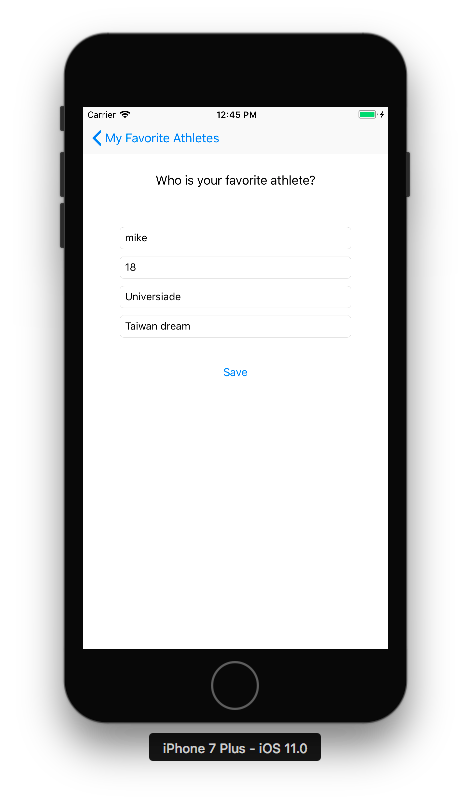 Carrier 12:45 PM
My Favorite Athletes
Who is your favorite athlete?
mike
18
Universiade
Taiwan dream
Save
iPhone 7 Plus - iOS 11.0